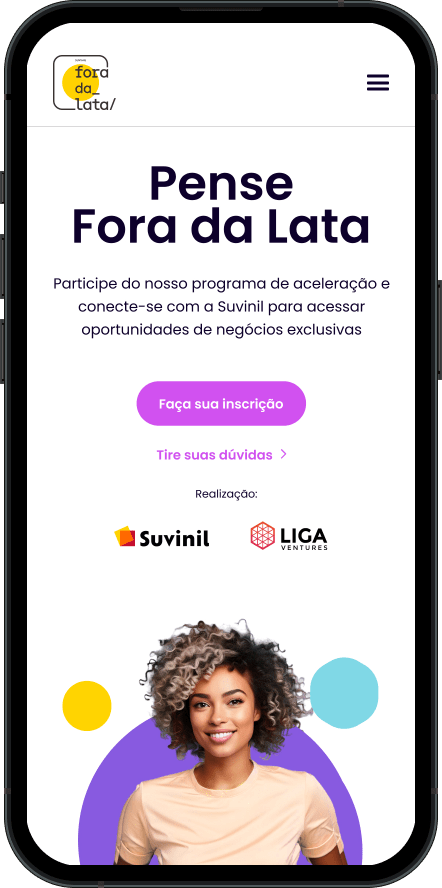 fora
da_
lata/
Pense
Fora da Lata
Participe do nosso programa de aceleração e
conecte-se com a Suvinil para acessar
oportunidades de negócios exclusivas
Faça sua inscrição
Tire suas dúvidas >
Realização:
Suvinil
LIGA
VENTURES